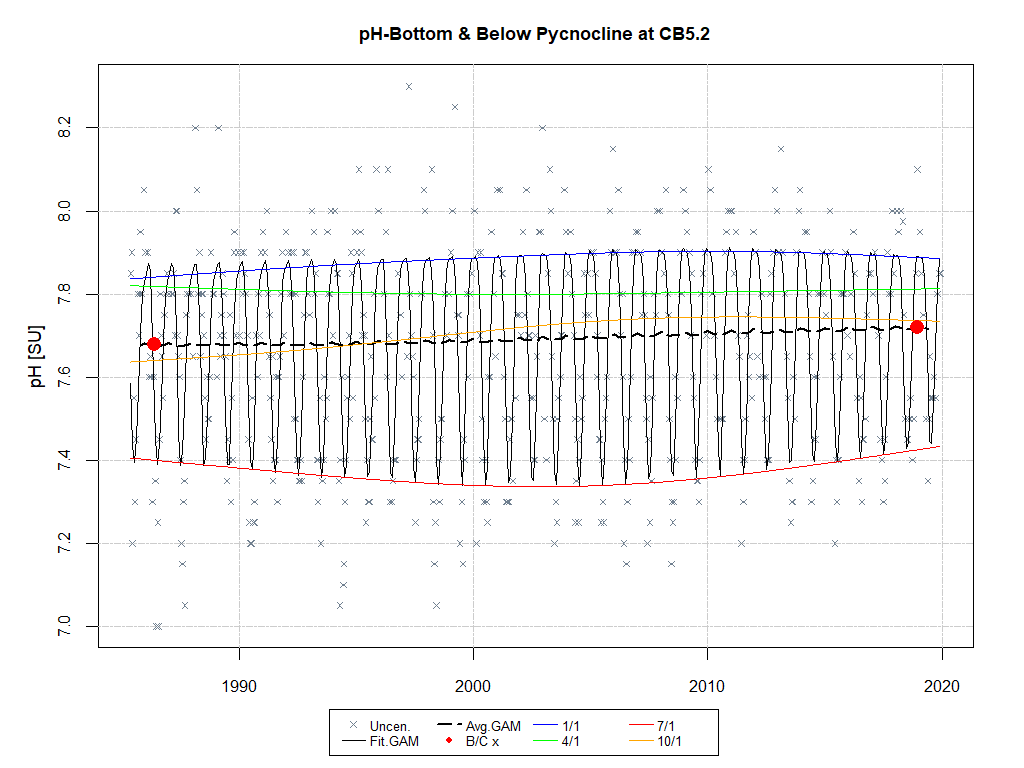 pH-Bottom & Below Pycnocline at CB5.2
pH [SU]
8.2
8.0
7.8
7.6
7.4
7.2
7.0
1990 2000 2010 2020
Uncen. Avg.GAM 1/1 7/1
Fit.GAM B/C x 4/1 10/1